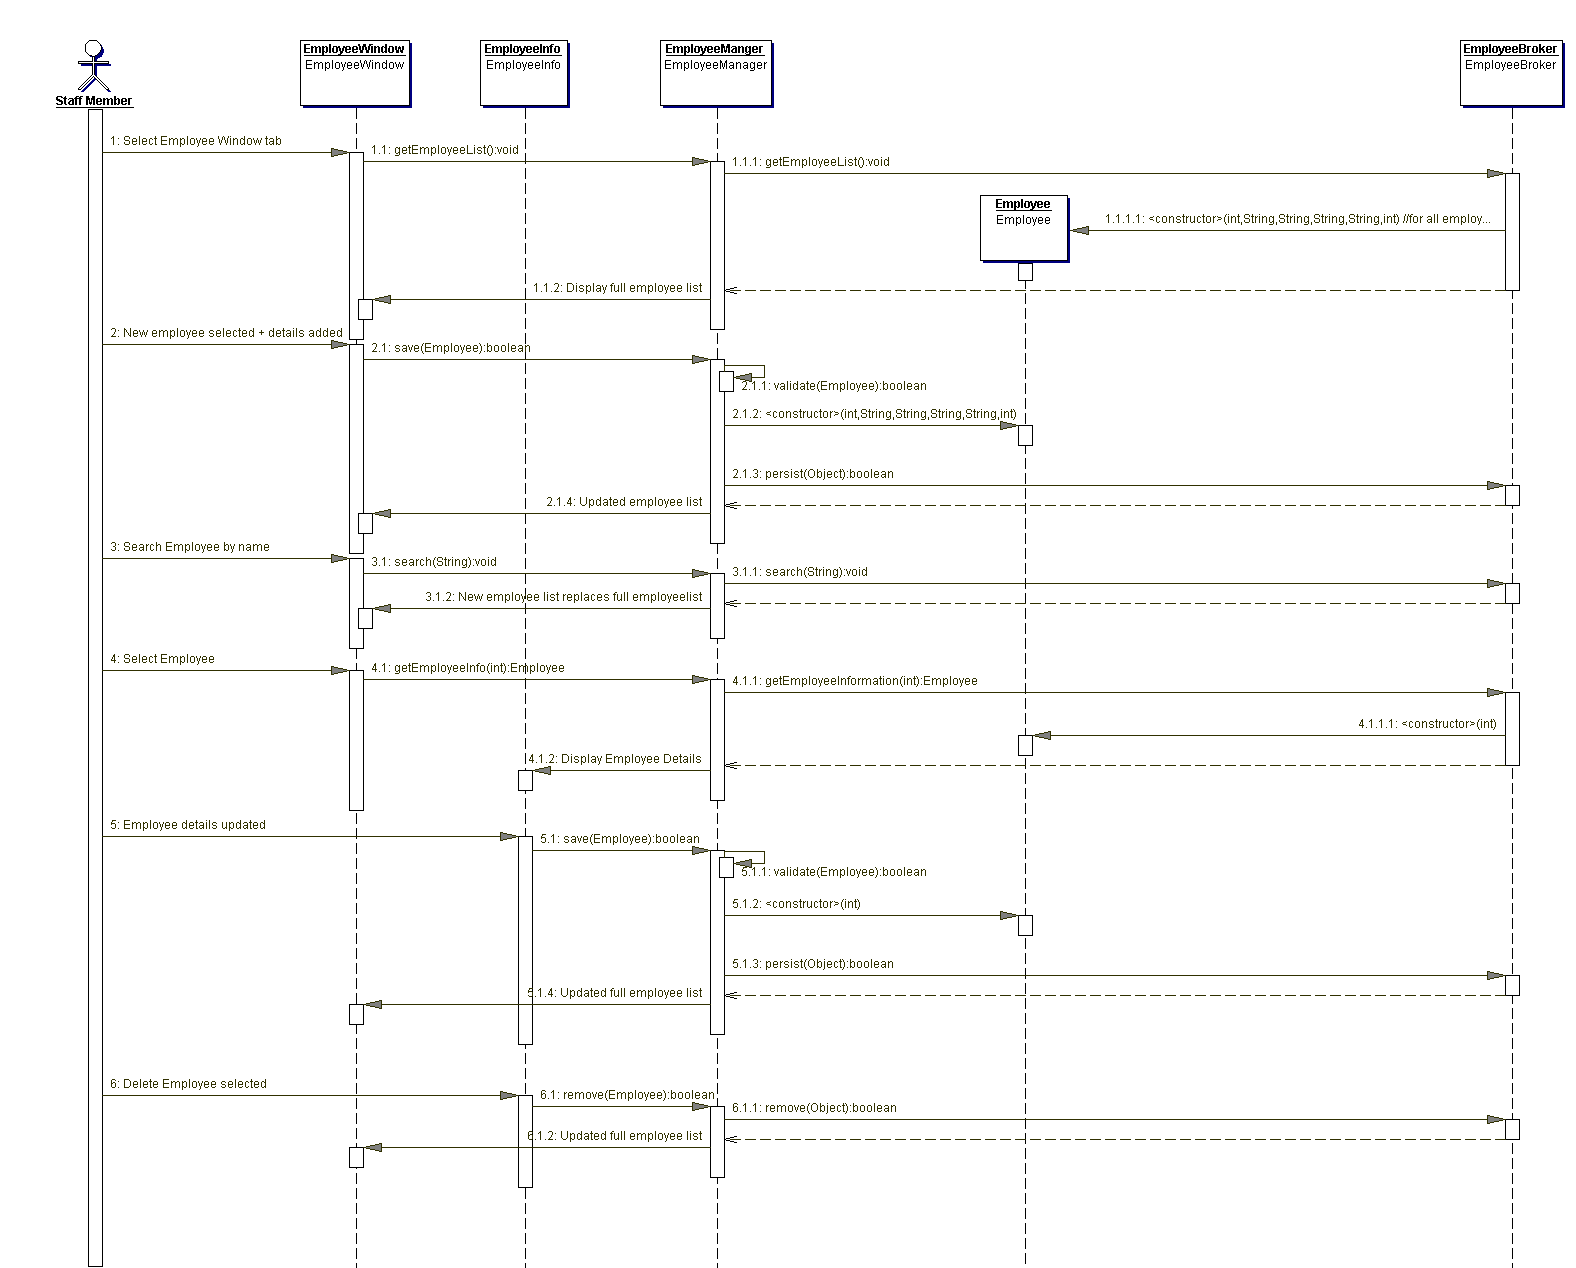 EmployeeWindow
EmployeeWindow
EmployeeInfo
EmployeeInfo
EmployeeManger
EmployeeManager
EmployeeBroker
EmployeeBroker
Staff Member
1: Select Employee Window tab
1.1: getEmployeeList():void
1.1.1: getEmployeeList():void
Employee
Employee
1.1.1.1: <constructor>(int,String,String,String,String,int) //for all employ...
1.1.2: Display full employee list
2: New employee selected + details added
2.1: save(Employee):boolean
2.1.1: validate(Employee):boolean
2.1.2: <constructor>(int,String,String,String,String,int)
2.1.3: persist(Object):boolean
2.1.4: Updated employee list
3: Search Employee by name
3.1: search(String):void
3.1.1: search(String):void
3.1.2: New employee list replaces full employeelist
4: Select Employee
4.1: getEmployeeInfo(int):Employee
4.1.1: getEmployeeInformation(int):Employee
4.1.1.1: <constructor>(int)
4.1.2: Display Employee Details
5: Employee details updated
5.1: save(Employee):boolean
5.1.1: validate(Employee):boolean
5.1.2: <constructor>(int)
5.1.3: persist(Object):boolean
5.1.4: Updated full employee list
6: Delete Employee selected
6.1: remove(Employee):boolean
6.1.1: remove(Object):boolean
6.1.2: Updated full employee list